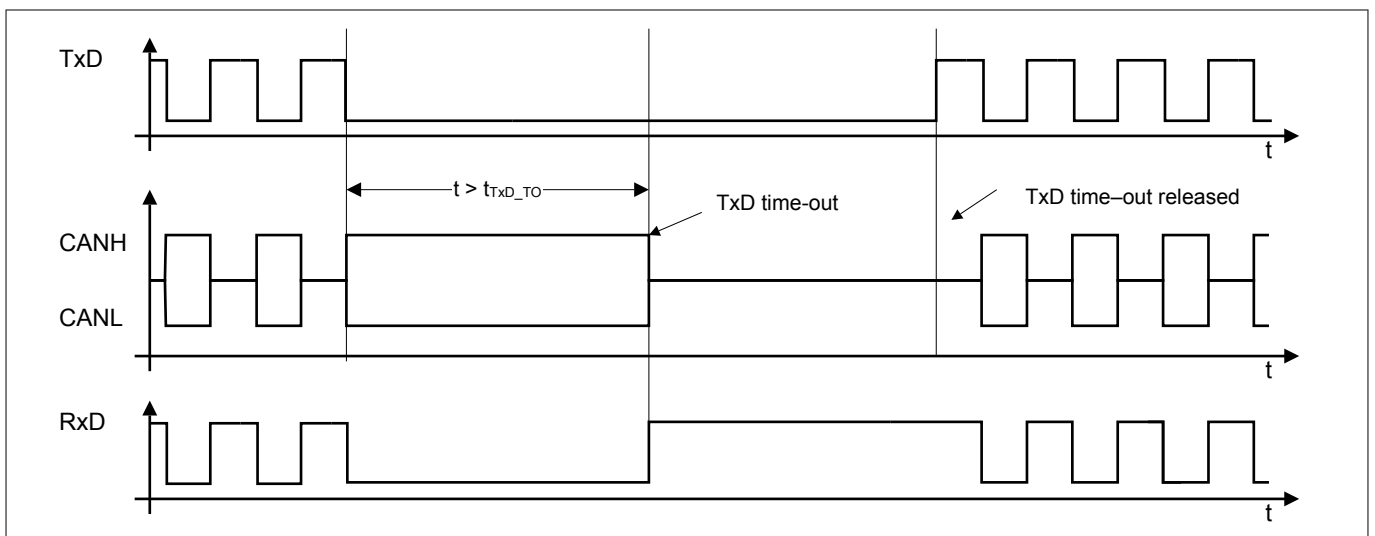 TxD
t
t > tTxD_TO
TxD time-out
TxD time–out released
CANH
CANL
t
RxD
t